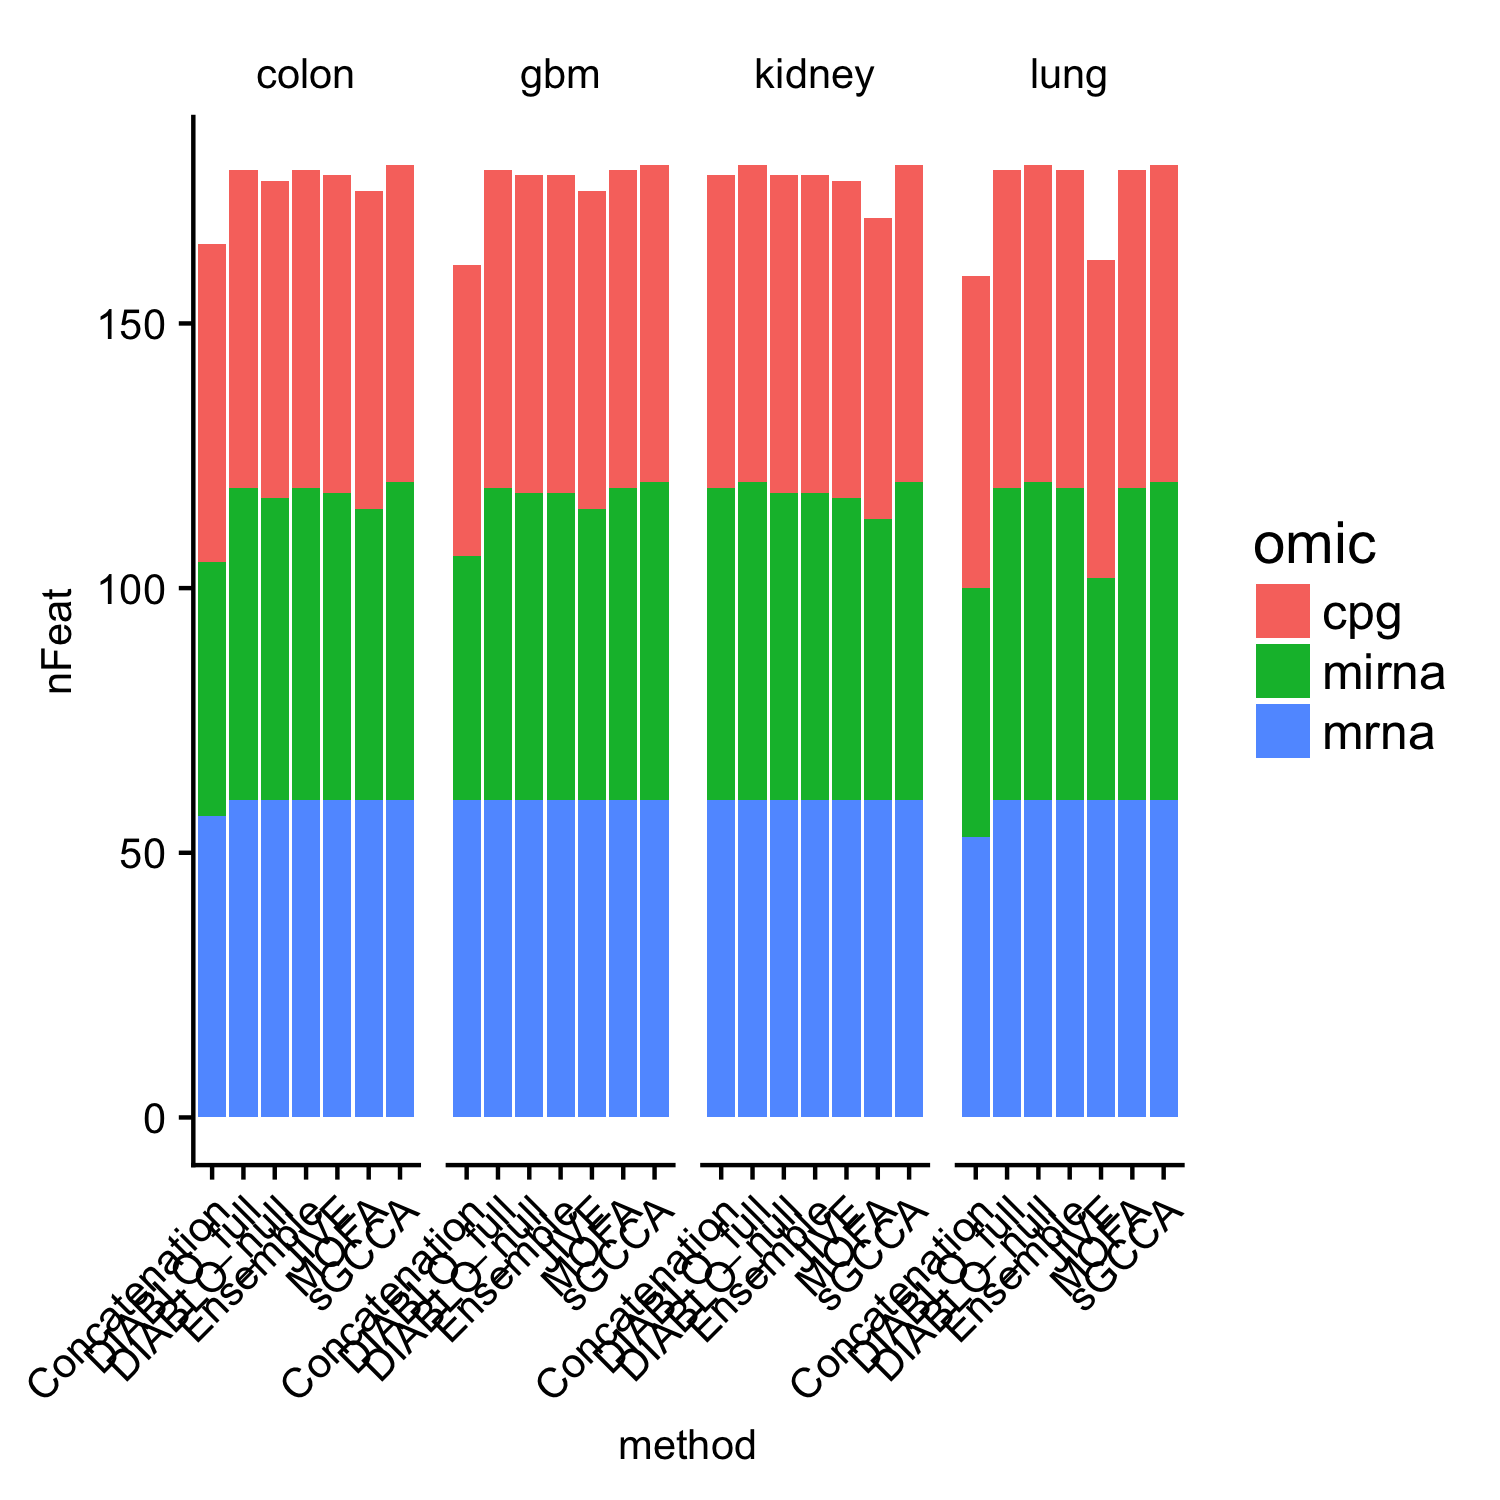 colon gbm kidney lung
150
100
50
0
nFeat
Concatenation DIABLO_full DIABLO_null Ensemble JIVE MOFA sGCCA
Concatenation DIABLO_full DIABLO_null Ensemble JIVE MOFA sGCCA
Concatenation DIABLO_full DIABLO_null Ensemble JIVE MOFA sGCCA
Concatenation DIABLO_full DIABLO_null Ensemble JIVE MOFA sGCCA
method
omic
cpg
mirna
mrna